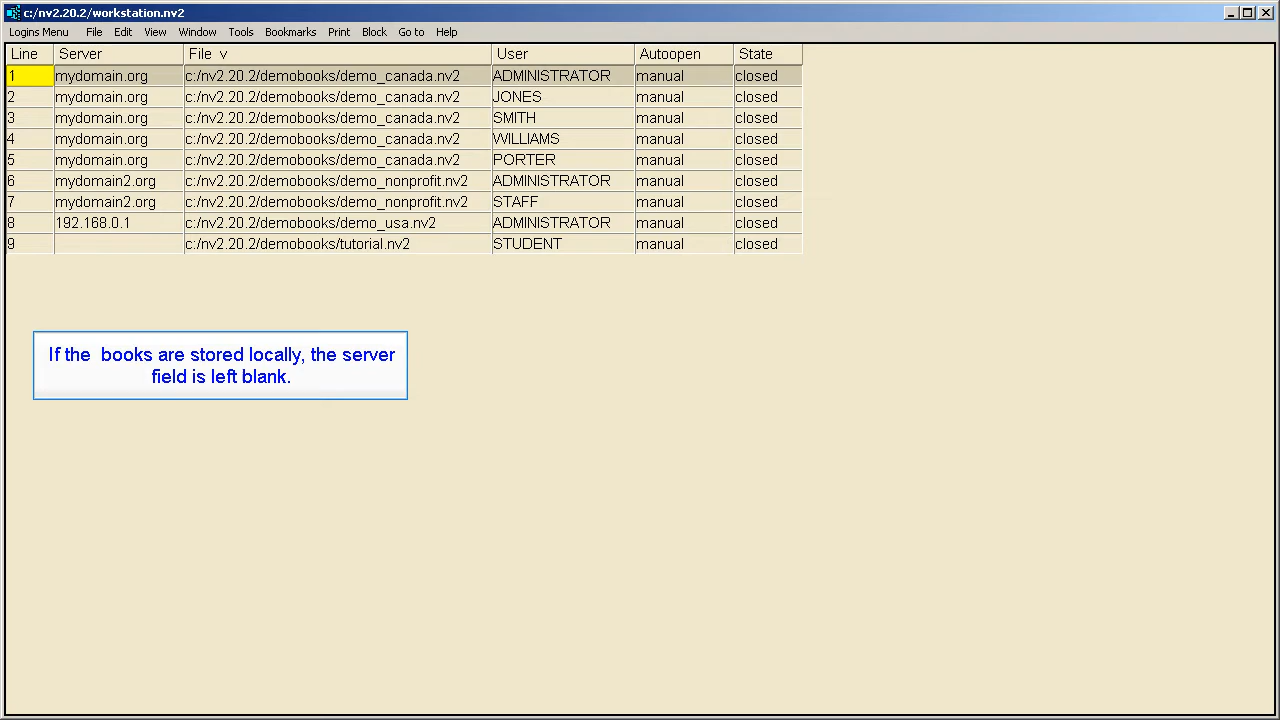 c:/nv2.20.2/workstation.nv2
Logins Menu File Edit View Window Tools Bookmarks Print Block Go to Help
Line Server File v User Autoopen State
1 mydomain.org c:/nv2.20.2/demobooks/demo_canada.nv2 ADMINISTRATOR manual closed
2 mydomain.org c:/nv2.20.2/demobooks/demo_canada.nv2 JONES manual closed
3 mydomain.org c:/nv2.20.2/demobooks/demo_canada.nv2 SMITH manual closed
4 mydomain.org c:/nv2.20.2/demobooks/demo_canada.nv2 WILLIAMS manual closed
5 mydomain.org c:/nv2.20.2/demobooks/demo_canada.nv2 PORTER manual closed
6 mydomain2.org c:/nv2.20.2/demobooks/demo_nonprofit.nv2 ADMINISTRATOR manual closed
7 mydomain2.org c:/nv2.20.2/demobooks/demo_nonprofit.nv2 STAFF manual closed
8 192.168.0.1 c:/nv2.20.2/demobooks/demo_usa.nv2 ADMINISTRATOR manual closed
9 c:/nv2.20.2/demobooks/tutorial.nv2 STUDENT manual closed
If the books are stored locally, the server
field is left blank.